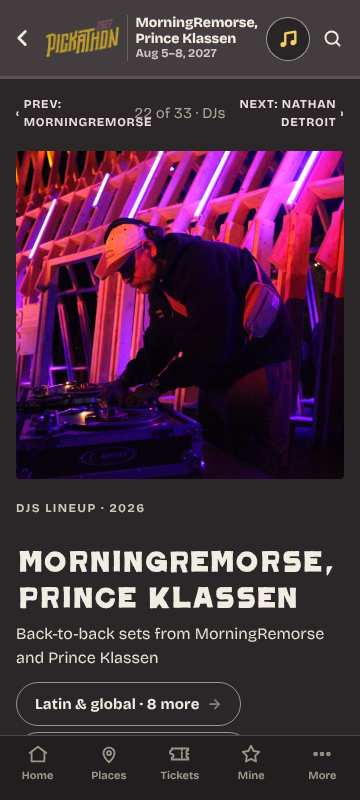 PICKATHON
MorningRemorse,
Prince Klassen
Aug 5–8, 2027
‹ PREV:
MORNINGREMORSE
22 of 33 · DJs
NEXT: NATHAN ›
DETROIT
DJS LINEUP · 2026
MORNINGREMORSE,
PRINCE KLASSEN
Back-to-back sets from MorningRemorse
and Prince Klassen
Latin & global · 8 more →
Home
Places
Tickets
Mine
More